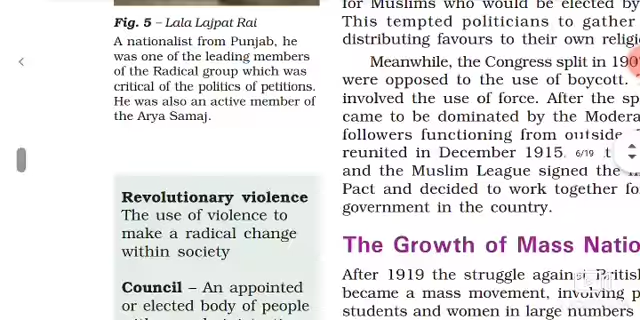 Fig. 5 – Lala Lajpat Rai
A nationalist from Punjab, he
was one of the leading members
of the Radical group which was
critical of the politics of petitions.
He was also an active member of
the Arya Samaj.
Revolutionary violence
The use of violence to
make a radical change
within society
Council – An appointed
or elected body of people
for Muslims who would be elected by
This tempted politicians to gather
distributing favours to their own
Meanwhile, the Congress split in
were opposed to the use of boycott.
involved the use of force. After the
came to be dominated by the
followers functioning from outside
reunited in December 1915.
6/19
and the Muslim League signed the
Pact and decided to work together
government in the country.
The Growth of Mass
After 1919 the struggle against
became a mass movement, involving
students and women in large numbers